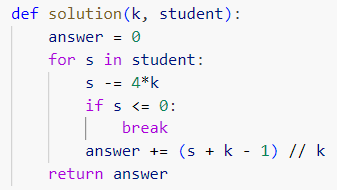 def solution(k, student):
    answer = 0
    for s in student:
        s -= 4*k
        if s <= 0:
            break
        answer += (s + k - 1) // k
    return answer